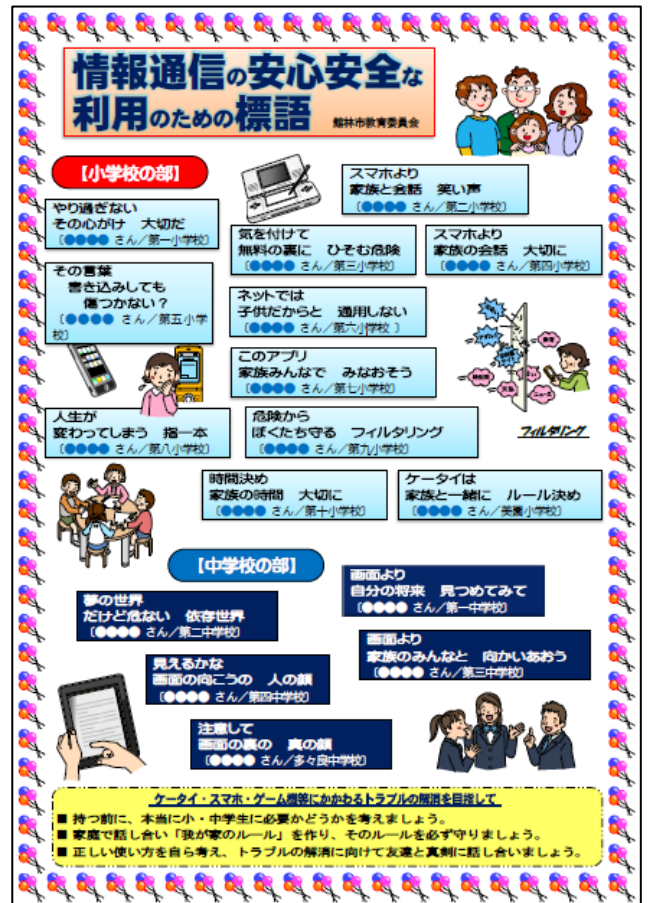 情報通信の安心安全な
利用のための標語
館林市教育委員会
【小学校の部】
やり過ぎない
その心がけ 大切だ
〔●●●● さん／第一小学校〕
スマホより
家族と会話 笑い声
〔●●●● さん／第二小学校〕
気を付けて
無料の裏に ひそむ危険
〔●●●● さん／第三小学校〕
スマホより
家族の会話 大切に
〔●●●● さん／第四小学校〕
その言葉
書き込みしても
傷つかない？
〔●●●● さん／第五小学
校〕
ネットでは
子供だからと 通用しない
〔●●●● さん／第六小学校 〕
このアプリ
家族みんなで みなおそう
〔●●●● さん／第七小学校〕
人生が
変わってしまう 指一本
〔●●●● さん／第八小学校〕
危険から
ぼくたち守る フィルタリング
〔●●●● さん／第九小学校〕
フィルタリング
時間決め
家族の時間 大切に
〔●●●● さん／第十小学校〕
ケータイは
家族と一緒に ルール決め
〔●●●● さん／美園小学校〕
【中学校の部】
画面より
自分の将来 見つめてみて
〔●●●● さん／第一中学校〕
夢の世界
だけど危ない 依存世界
〔●●●● さん／第二中学校〕
画面より
家族のみんなと 向かいあおう
〔●●●● さん／第三中学校〕
見えるかな
画面の向こうの 人の顔
〔●●●● さん／第四中学校〕
注意して
画面の裏の 真の顔
〔●●●● さん／多々良中学校〕
ケータイ・スマホ・ゲーム機等にかかわるトラブルの解消を目指して
■ 持つ前に、本当に小・中学生に必要かどうかを考えましょう。
■ 家庭で話し合い「我が家のルール」を作り、そのルールを必ず守りましょう。
■ 正しい使い方を自ら考え、トラブルの解消に向けて友達と真剣に話し合いましょう。